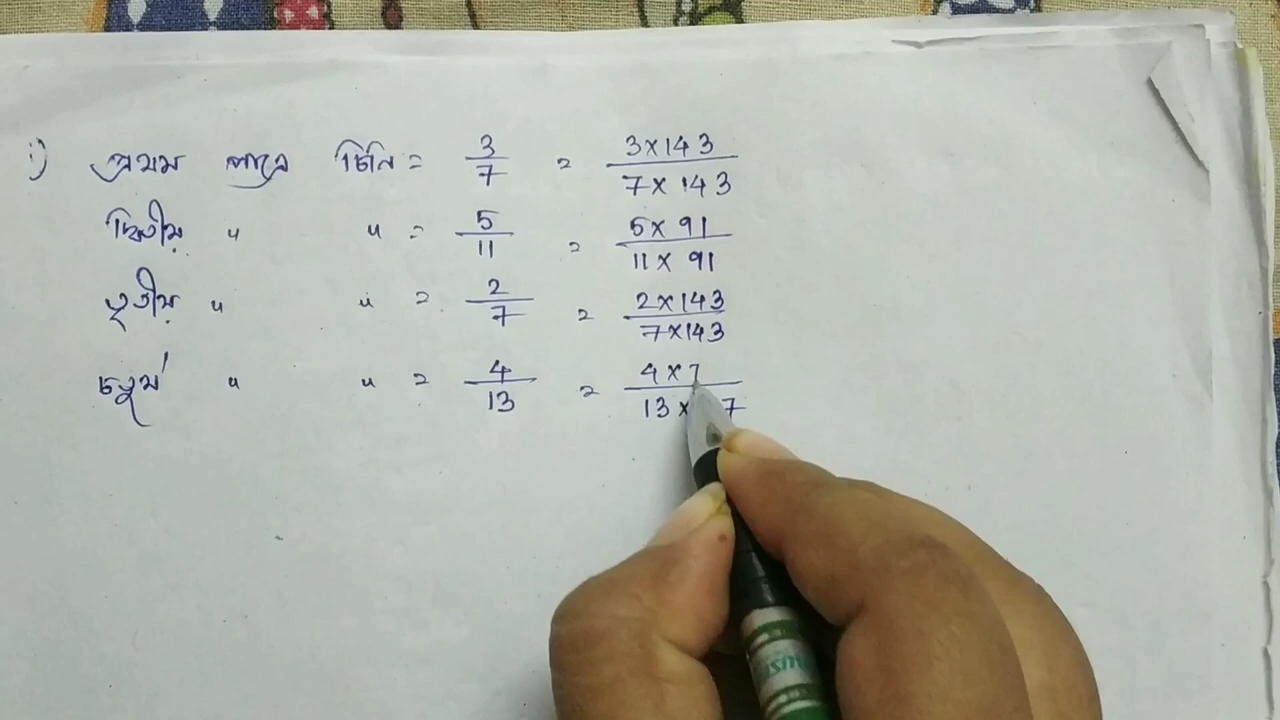 i) প্রথম পাত্রে চিনি = 3/7 = 3×143 / 7×143
দ্বিতীয় " " = 5/11 = 5×91 / 11×91
তৃতীয় " " = 2/7 = 2×143 / 7×143
চতুর্থ " " = 4/13 = 4×7 / 13× 7